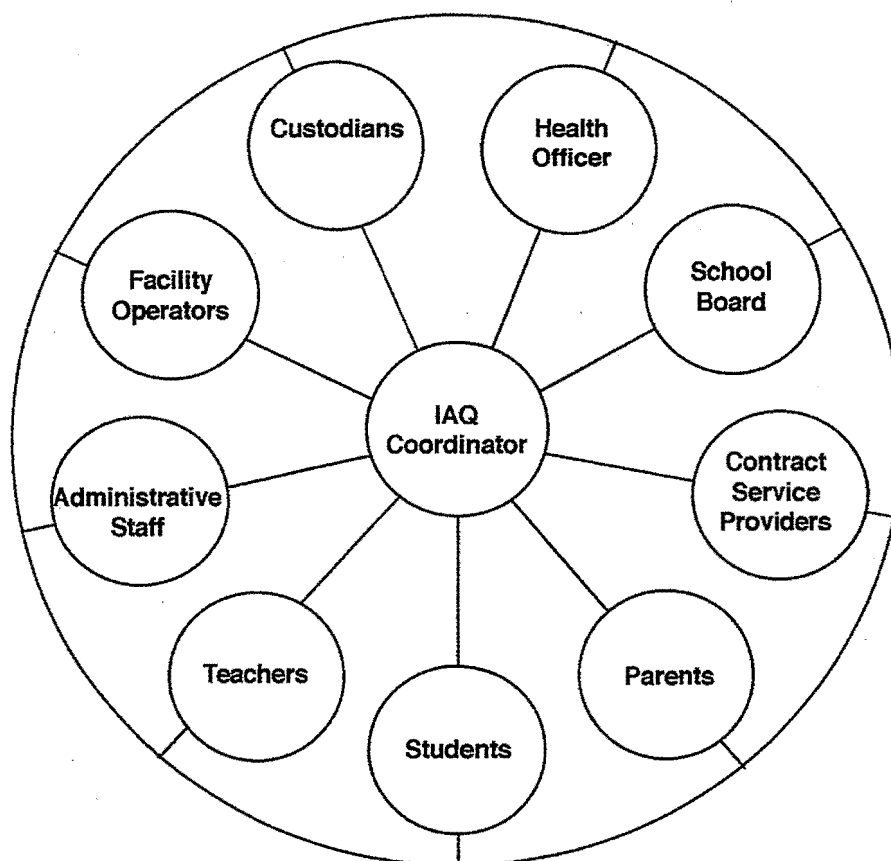 Custodians
Health
Officer
Facility
Operators
School
Board
IAQ
Coordinator
Administrative
Staff
Contract
Service
Providers
Teachers
Students
Parents